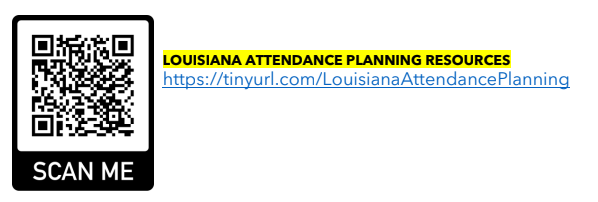 LOUISIANA ATTENDANCE PLANNING RESOURCES
https://tinyurl.com/LouisianaAttendancePlanning
SCAN ME